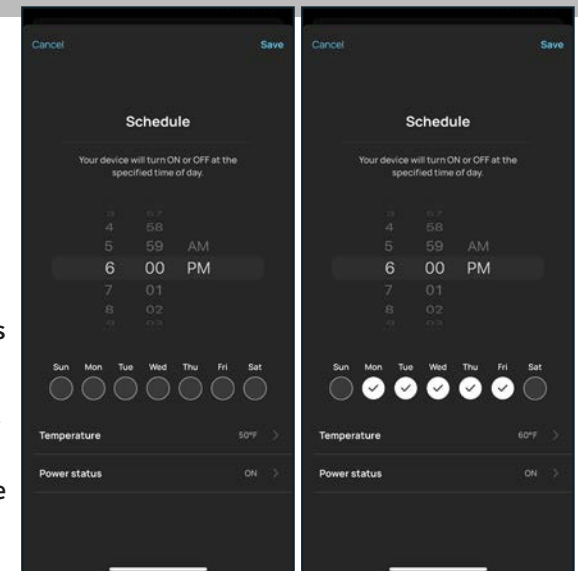 Cancel Save
Schedule
Your device will turn ON or OFF at the
specified time of day.
4 58
5 59 AM
6 00 PM
7 01
8 02
Sun Mon Tue Wed Thu Fri Sat
Temperature 50°F
Power status ON
Cancel Save
Schedule
Your device will turn ON or OFF at the
specified time of day.
4 58
5 59 AM
6 00 PM
7 01
8 02
Sun Mon Tue Wed Thu Fri Sat
Temperature 60°F
Power status ON